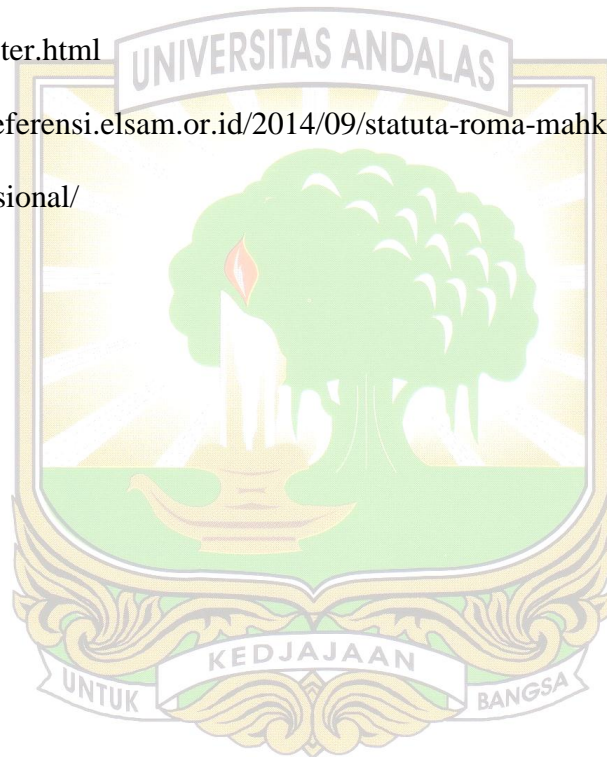 ter.html
UNIVERSITAS ANDALAS
eferensi.elsam.or.id/2014/09/statuta-roma-mahk
sional/
KEDJAJAAN
UNTUK BANGSA